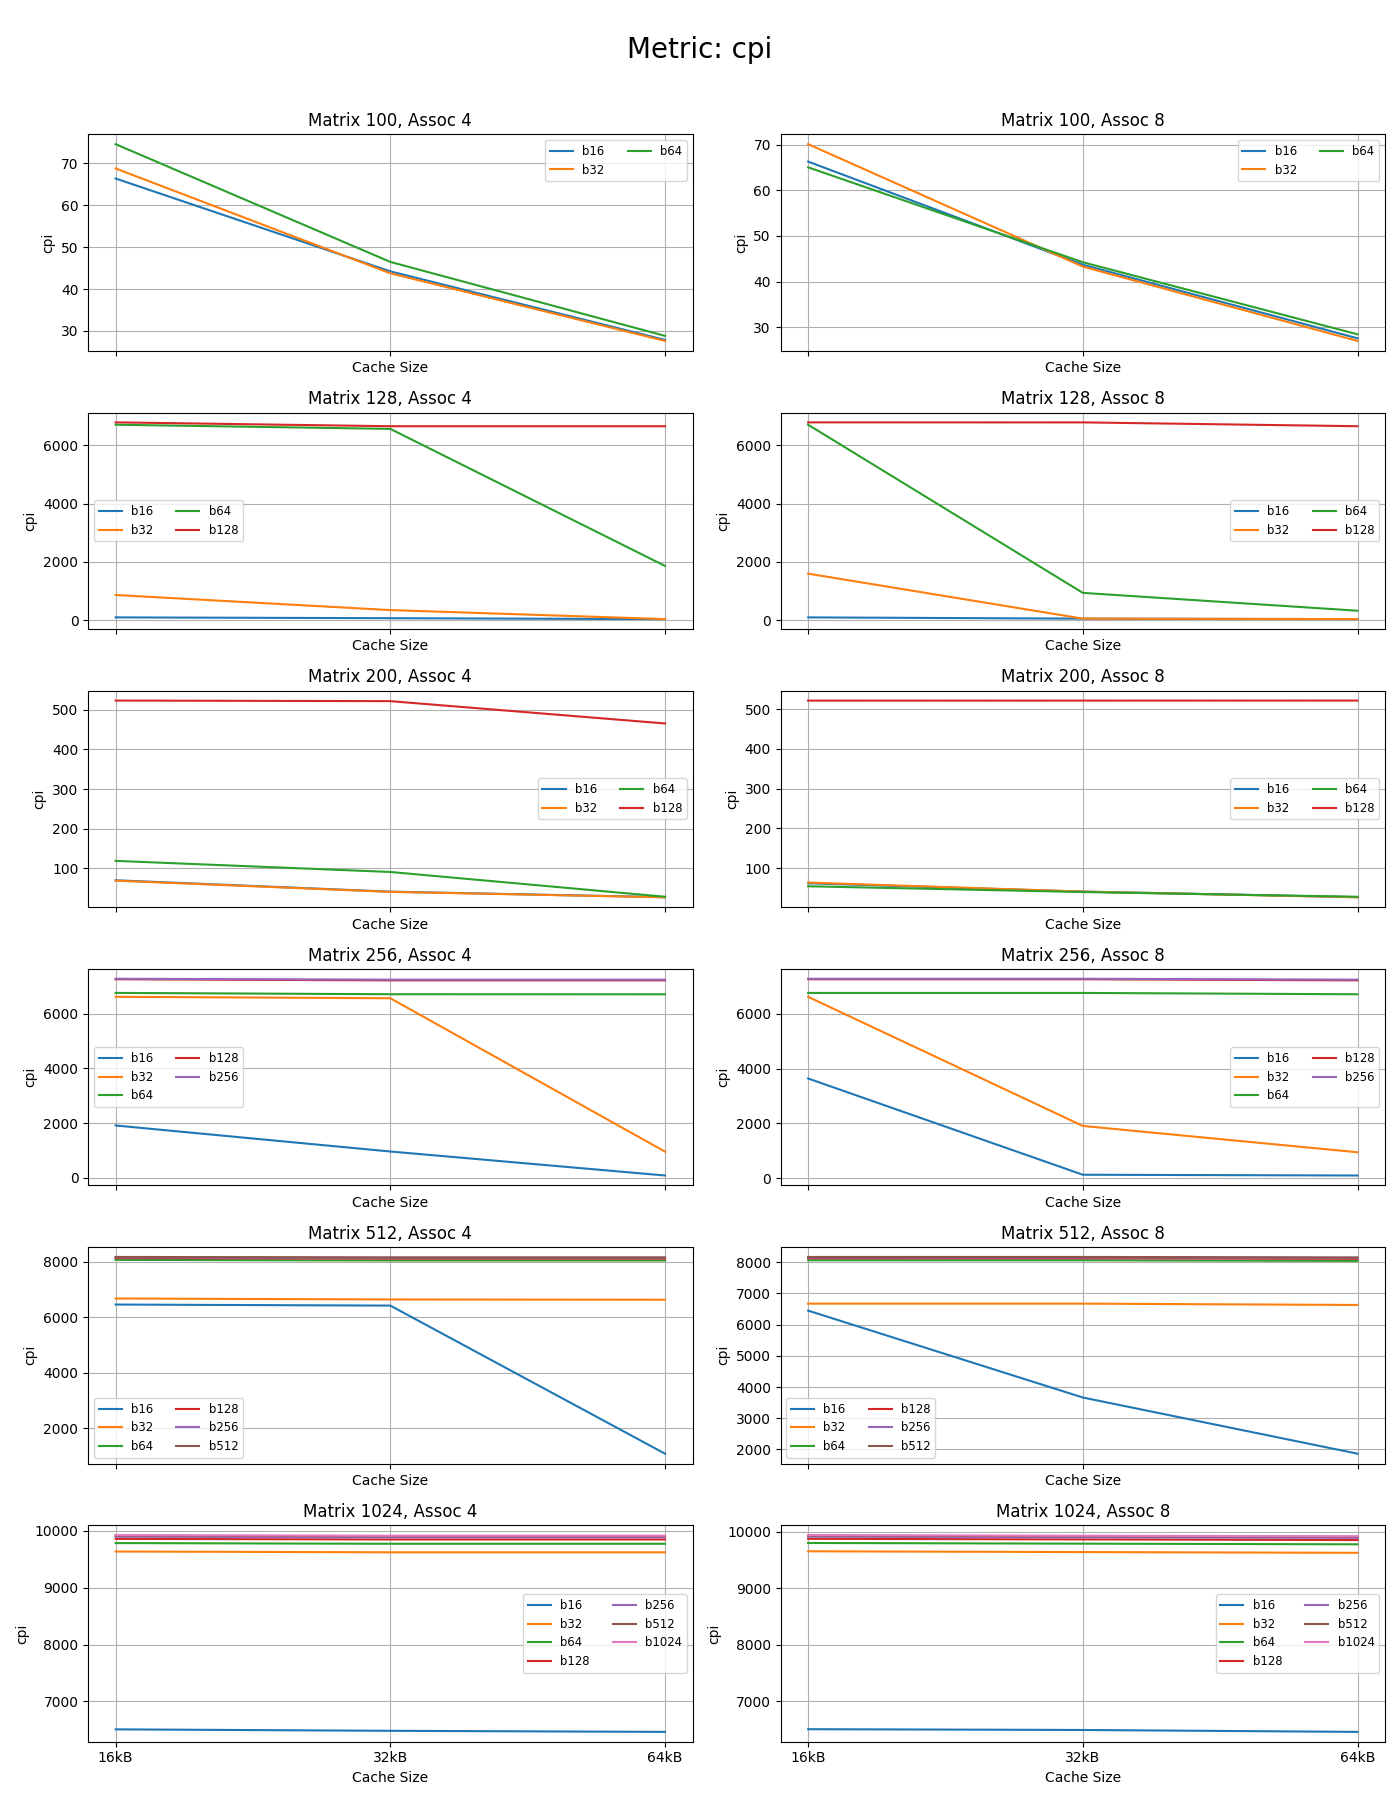 Metric: cpi
Matrix 100, Assoc 4
70
60
50
40
30
cpi
b16 b64
b32
Cache Size
Matrix 100, Assoc 8
70
60
50
40
30
cpi
b16 b64
b32
Cache Size
Matrix 128, Assoc 4
6000
4000
2000
0
cpi
b16 b64
b32 b128
Cache Size
Matrix 128, Assoc 8
6000
4000
2000
0
cpi
b16 b64
b32 b128
Cache Size
Matrix 200, Assoc 4
500
400
300
200
100
cpi
b16 b64
b32 b128
Cache Size
Matrix 200, Assoc 8
500
400
300
200
100
cpi
b16 b64
b32 b128
Cache Size
Matrix 256, Assoc 4
6000
4000
2000
0
cpi
b16 b128
b32 b256
b64
Cache Size
Matrix 256, Assoc 8
6000
4000
2000
0
cpi
b16 b128
b32 b256
b64
Cache Size
Matrix 512, Assoc 4
8000
6000
4000
2000
cpi
b16 b128
b32 b256
b64 b512
Cache Size
Matrix 512, Assoc 8
8000
7000
6000
5000
4000
3000
2000
cpi
b16 b128
b32 b256
b64 b512
Cache Size
Matrix 1024, Assoc 4
10000
9000
8000
7000
cpi
b16 b256
b32 b512
b64 b1024
b128
16kB 32kB 64kB
Cache Size
Matrix 1024, Assoc 8
10000
9000
8000
7000
cpi
b16 b256
b32 b512
b64 b1024
b128
16kB 32kB 64kB
Cache Size